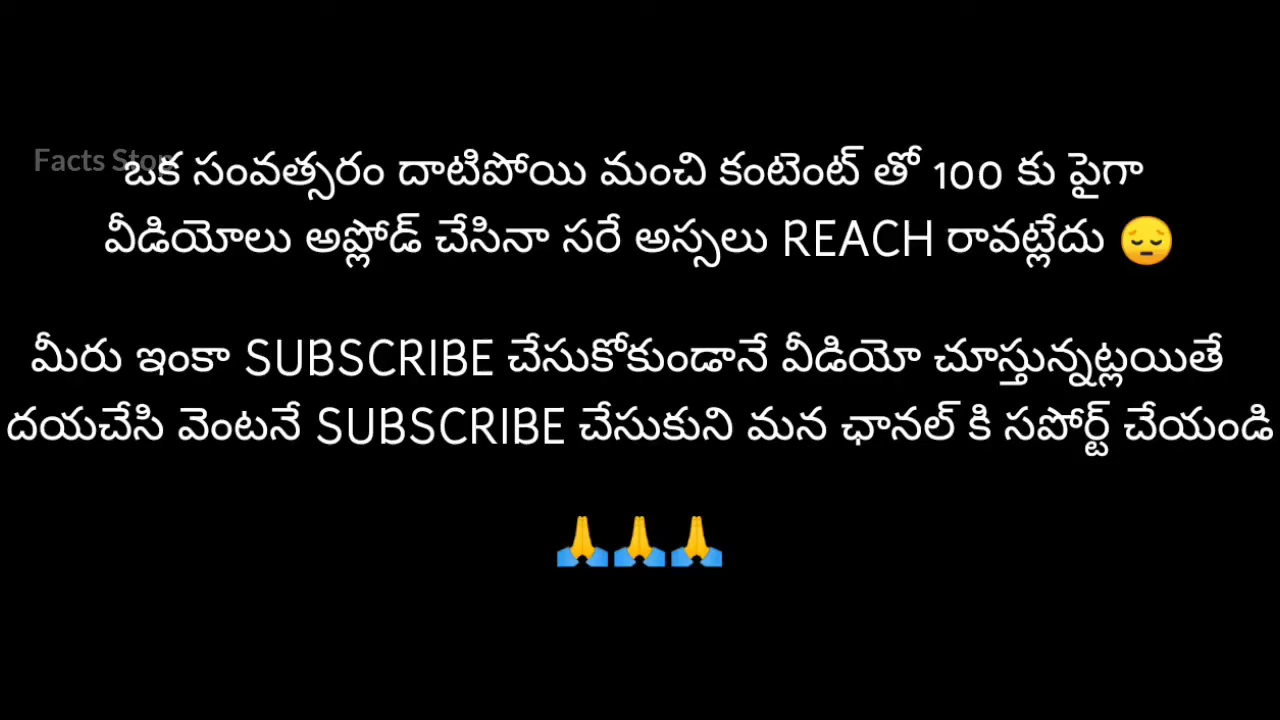 Facts Stop
ఒక సంవత్సరం దాటిపోయి మంచి కంటెంట్ తో 100 కు పైగా
వీడియోలు అప్లోడ్ చేసినా సరే అస్సలు REACH రావట్లేదు 😔
మీరు ఇంకా SUBSCRIBE చేసుకోకుండానే వీడియో చూస్తున్నట్లయితే
దయచేసి వెంటనే SUBSCRIBE చేసుకుని మన ఛానల్ కి సపోర్ట్ చేయండి
🙏🙏🙏